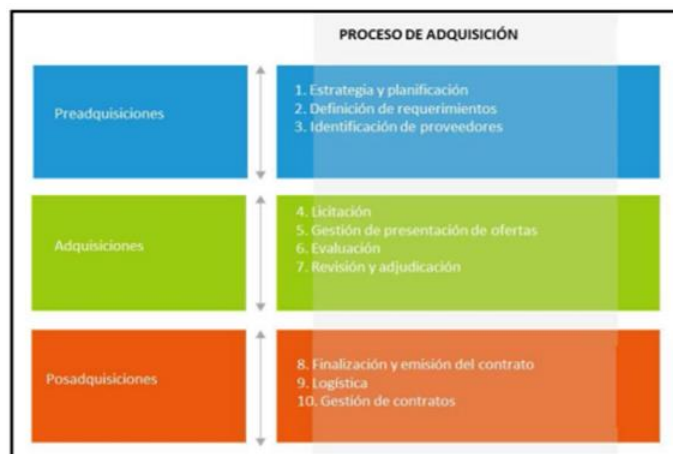 PROCESO DE ADQUISICIÓN
Preadquisiciones
1. Estrategia y planificación
2. Definición de requerimientos
3. Identificación de proveedores
Adquisiciones
4. Licitación
5. Gestión de presentación de ofertas
6. Evaluación
7. Revisión y adjudicación
Posadquisiciones
8. Finalización y emisión del contrato
9. Logística
10. Gestión de contratos